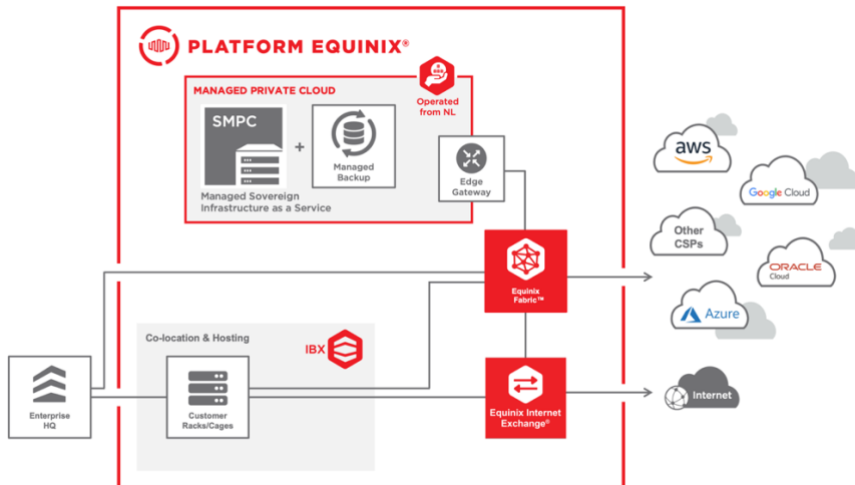 PLATFORM EQUINIX®
MANAGED PRIVATE CLOUD
Operated
from NL
SMPC
+
Managed
Backup
Managed Sovereign
Infrastructure as a Service
Edge
Gateway
aws
Google Cloud
Other
CSPs
ORACLE
Cloud
Azure
Equinix
Fabric™
Co-location & Hosting
IBX
Enterprise
HQ
Customer
Racks/Cages
Equinix Internet
Exchange®
Internet